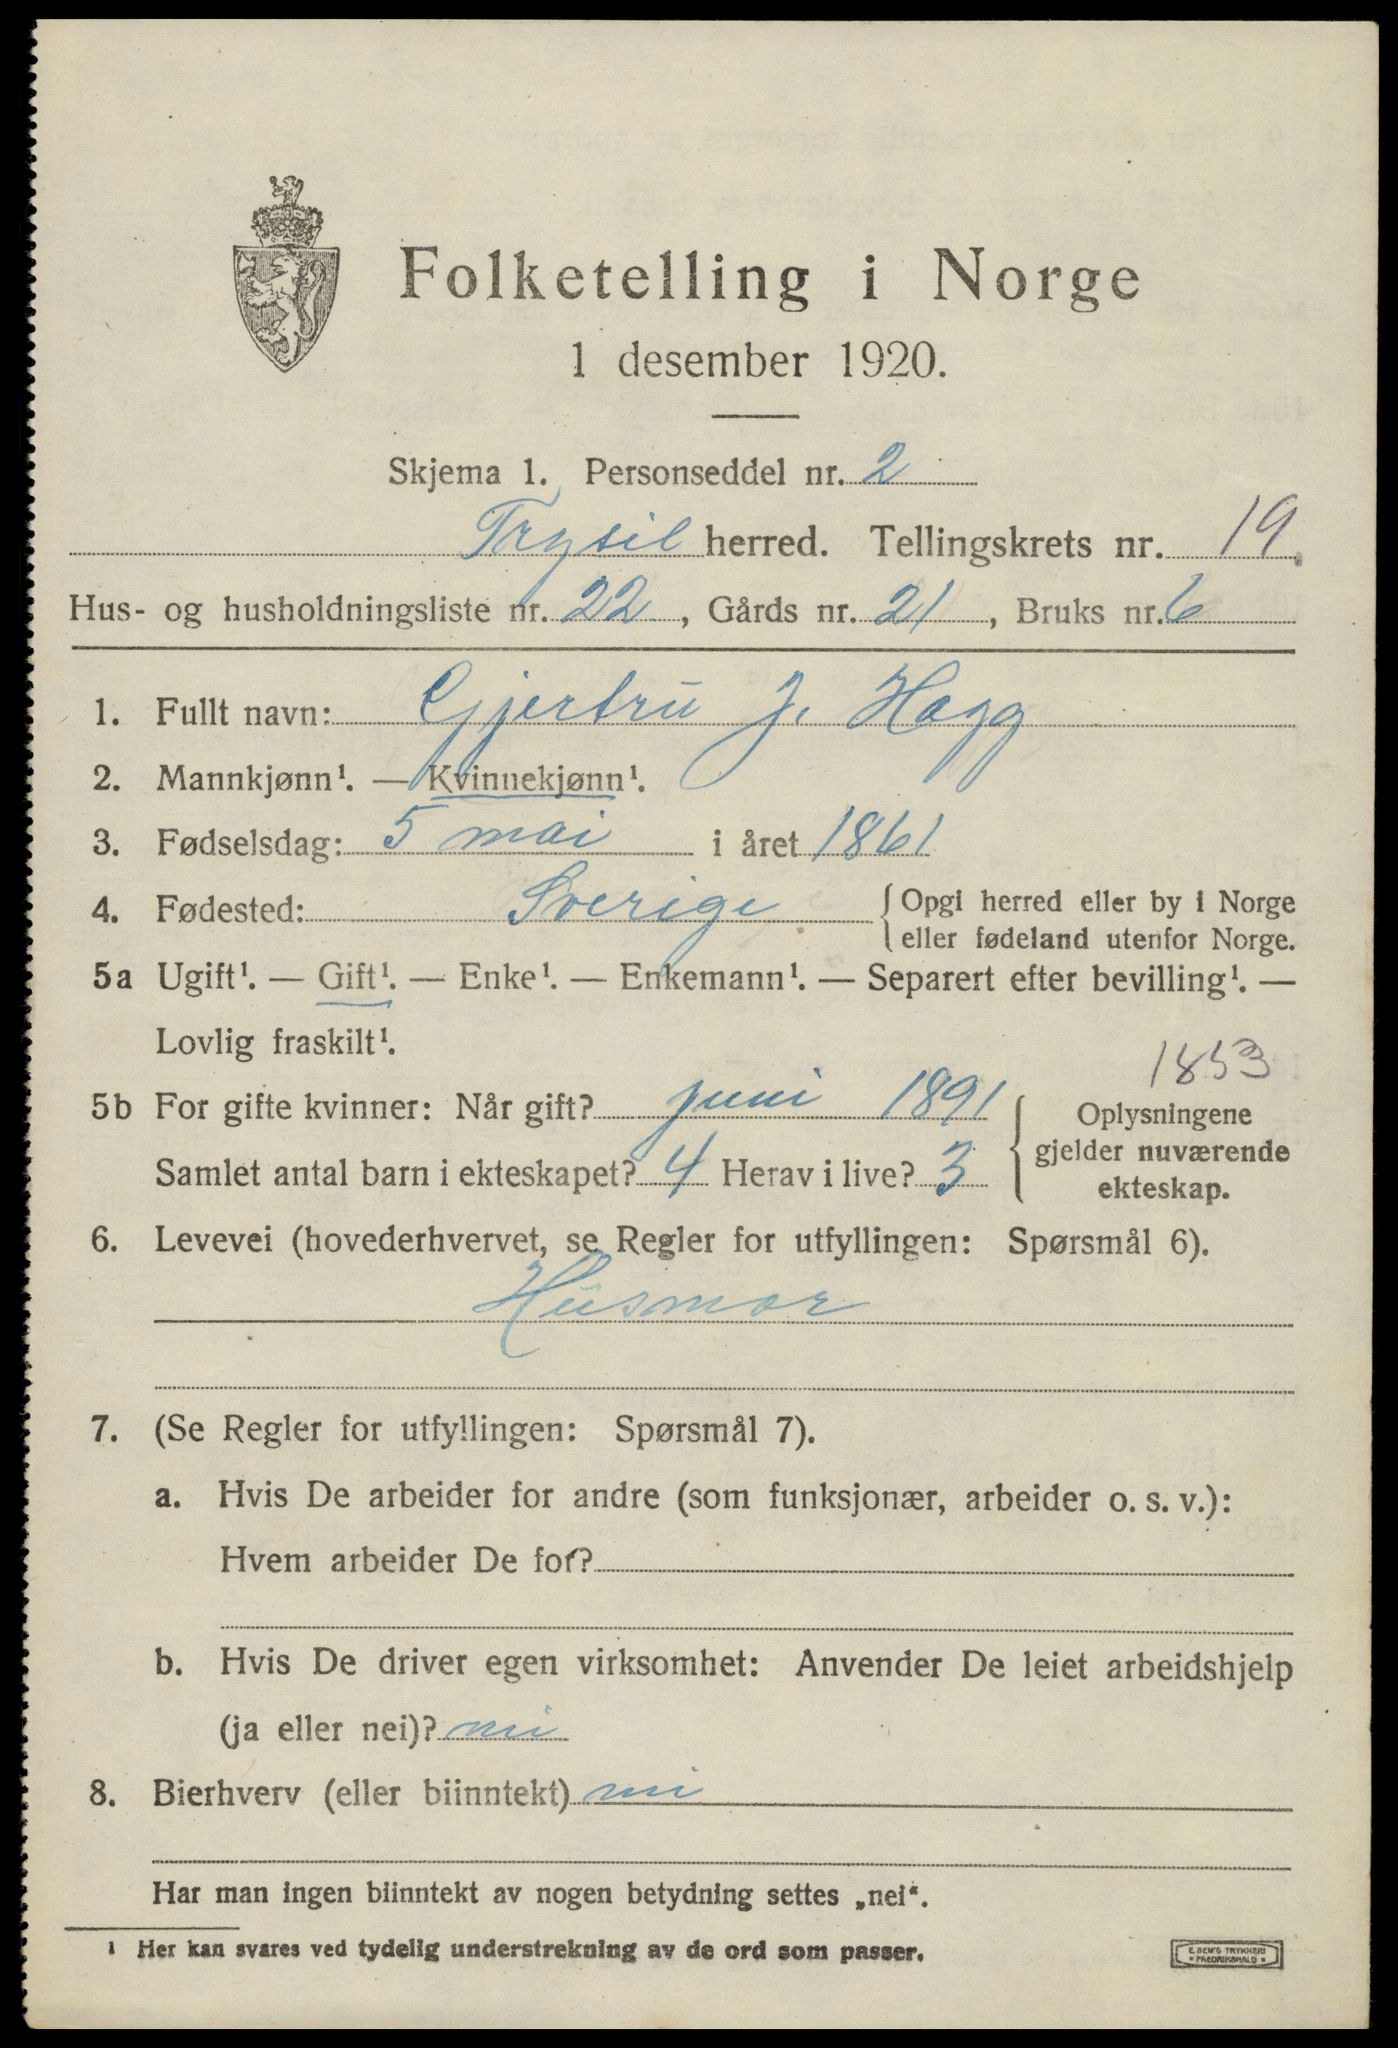 Folketelling i Norge
1 desember 1920.
Skjema 1. Personseddel nr. 2
Trysil herred. Tellingskrets nr. 19.
Hus- og husholdningsliste nr. 22, Gårds nr. 21, Bruks nr. 6
1. Fullt navn: Gjertru J. Hagg
2. Mannkjønn¹. — Kvinnekjønn¹.
3. Fødselsdag: 5 mai i året 1861
4. Fødested: Sverige { Opgi herred eller by i Norge
eller fødeland utenfor Norge.
5a Ugift¹. — Gift¹. — Enke¹. — Enkemann¹. — Separert efter bevilling¹. —
Lovlig fraskilt¹.
1853
5b For gifte kvinner: Når gift? juni 1891
Samlet antal barn i ekteskapet? 4 Herav i live? 3
{ Oplysningene
gjelder nuværende
ekteskap.
6. Levevei (hovederhvervet, se Regler for utfyllingen: Spørsmål 6).
Husmor
7. (Se Regler for utfyllingen: Spørsmål 7).
a. Hvis De arbeider for andre (som funksjonær, arbeider o. s. v.):
Hvem arbeider De for?
b. Hvis De driver egen virksomhet: Anvender De leiet arbeidshjelp
(ja eller nei)? nei
8. Bierhverv (eller biinntekt) nei
Har man ingen biinntekt av nogen betydning settes „nei“.
¹ Her kan svares ved tydelig understrekning av de ord som passer.
E. SEM'S TRYKKERI
• FREDRIKSHALD •